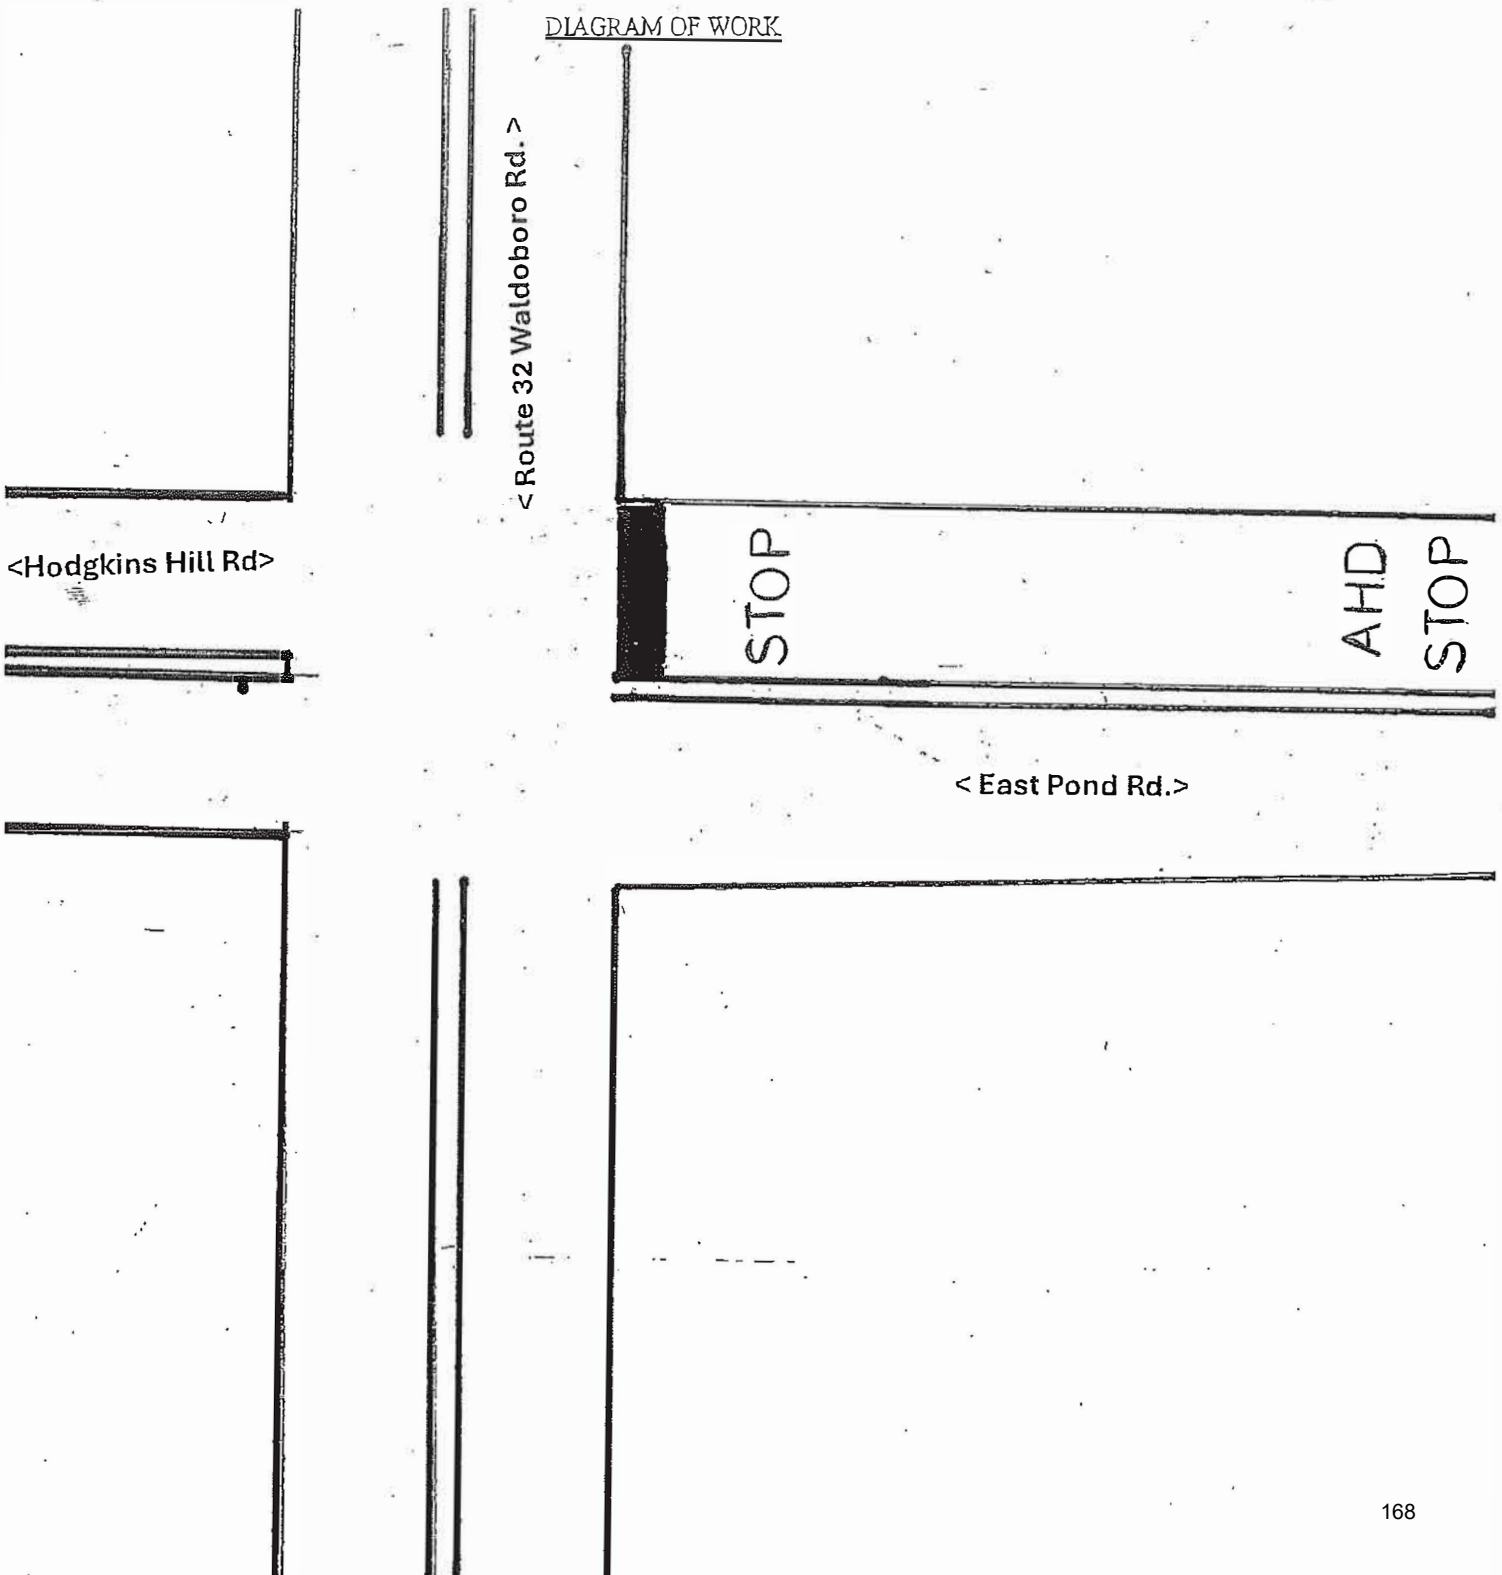 DIAGRAM OF WORK
< Route 32 Waldoboro Rd. >
<Hodgkins Hill Rd>
STOP
AHD
STOP
< East Pond Rd.>
168